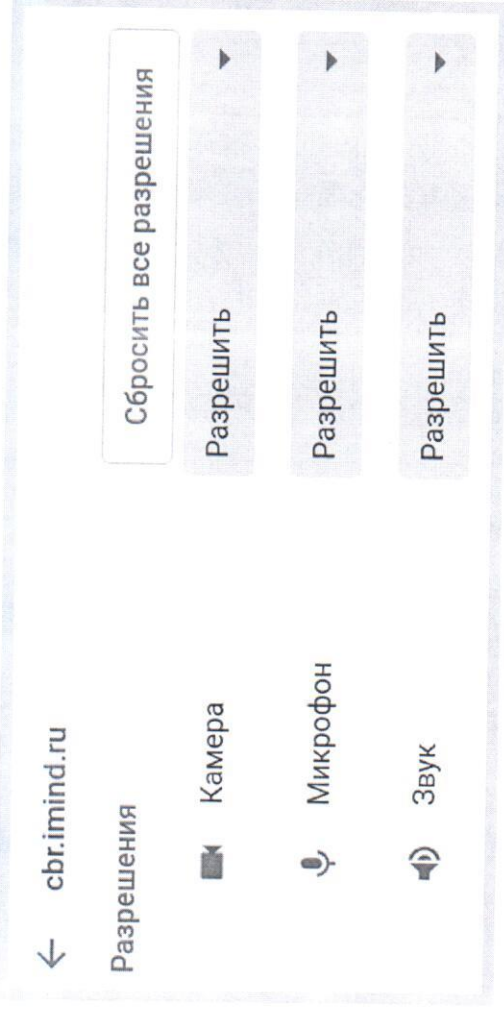 cbr.imind.ru
Разрешения
Сбросить все разрешения
Камера
Разрешить
Микрофон
Разрешить
Звук
Разрешить